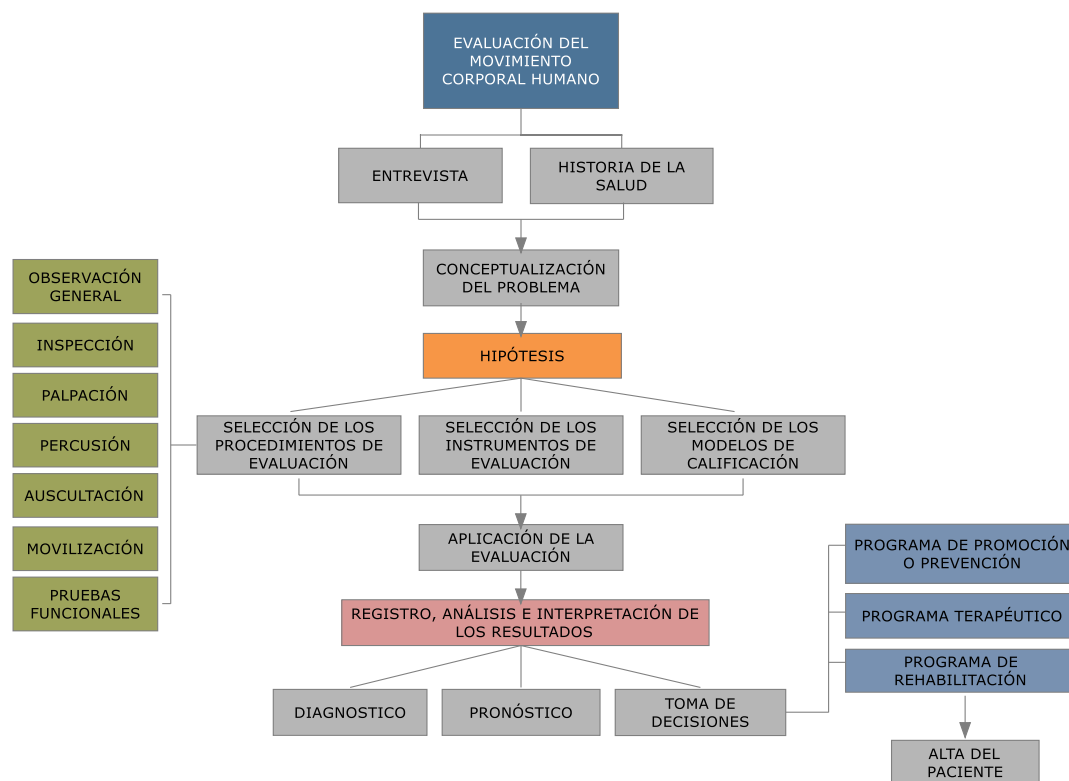 EVALUACIÓN DEL
MOVIMIENTO
CORPORAL HUMANO
ENTREVISTA
HISTORIA DE LA
SALUD
CONCEPTUALIZACIÓN
DEL PROBLEMA
HIPÓTESIS
SELECCIÓN DE LOS
PROCEDIMIENTOS DE
EVALUACIÓN
SELECCIÓN DE LOS
INSTRUMENTOS DE
EVALUACIÓN
SELECCIÓN DE LOS
MODELOS DE
CALIFICACIÓN
OBSERVACIÓN
GENERAL
INSPECCIÓN
PALPACIÓN
PERCUSIÓN
AUSCULTACIÓN
MOVILIZACIÓN
PRUEBAS
FUNCIONALES
APLICACIÓN DE LA
EVALUACIÓN
REGISTRO, ANÁLISIS E INTERPRETACIÓN DE
LOS RESULTADOS
DIAGNOSTICO
PRONÓSTICO
TOMA DE
DECISIONES
PROGRAMA DE PROMOCIÓN
O PREVENCIÓN
PROGRAMA TERAPÉUTICO
PROGRAMA DE
REHABILITACIÓN
ALTA DEL
PACIENTE